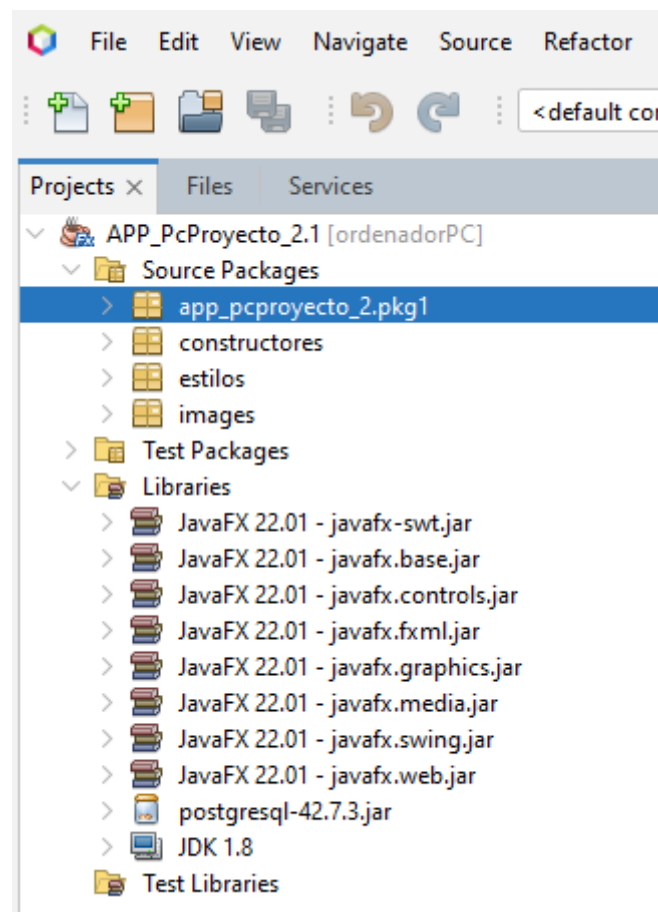 File Edit View Navigate Source Refactor
<default con
Projects × Files Services
APP_PcProyecto_2.1 [ordenadorPC]
Source Packages
app_pcproyecto_2.pkg1
constructores
estilos
images
Test Packages
Libraries
JavaFX 22.01 - javafx-swt.jar
JavaFX 22.01 - javafx.base.jar
JavaFX 22.01 - javafx.controls.jar
JavaFX 22.01 - javafx.fxml.jar
JavaFX 22.01 - javafx.graphics.jar
JavaFX 22.01 - javafx.media.jar
JavaFX 22.01 - javafx.swing.jar
JavaFX 22.01 - javafx.web.jar
postgresql-42.7.3.jar
JDK 1.8
Test Libraries